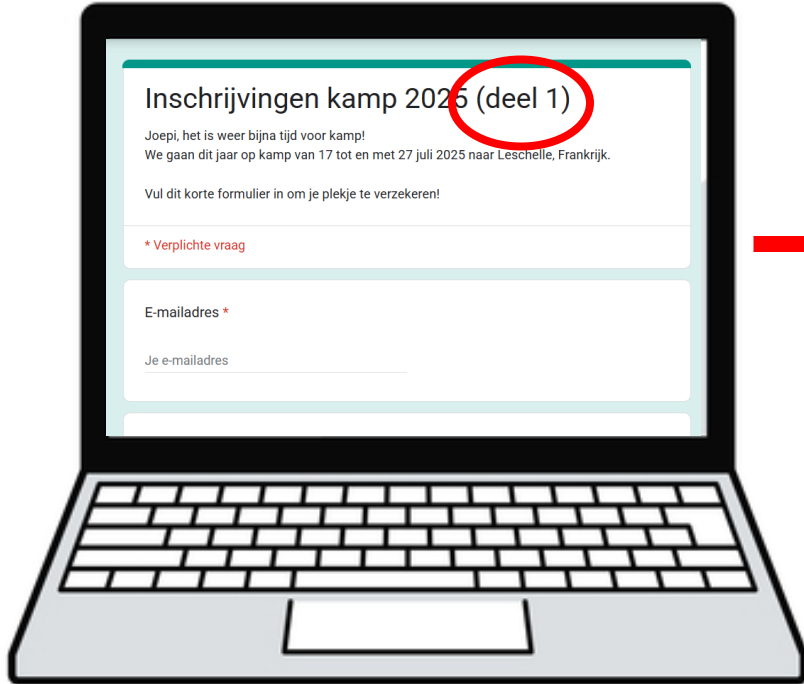 Inschrijvingen kamp 2025 (deel 1)
Joepi, het is weer bijna tijd voor kamp!
We gaan dit jaar op kamp van 17 tot en met 27 juli 2025 naar Leschelle, Frankrijk.
Vul dit korte formulier in om je plekje te verzekeren!
* Verplichte vraag
E-mailadres *
Je e-mailadres